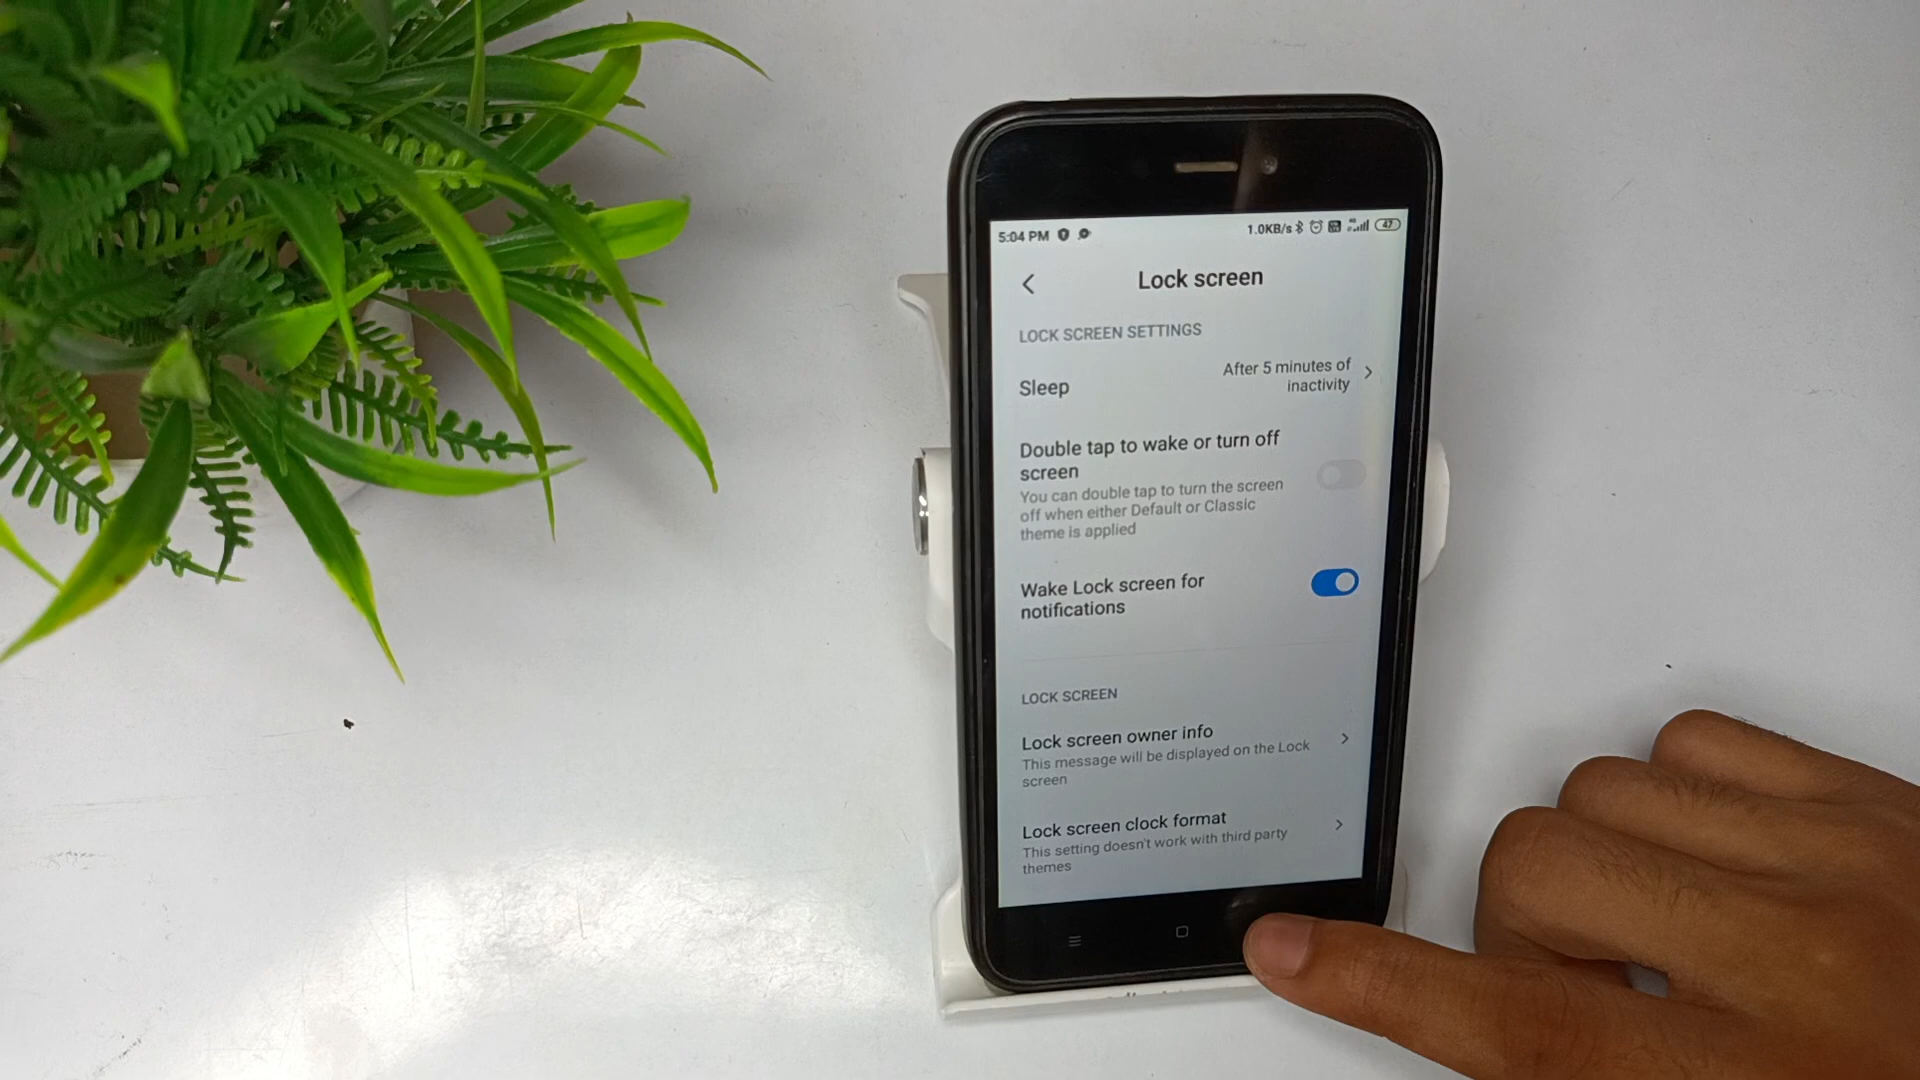 5:04 PM 1.0KB/s 47
Lock screen
LOCK SCREEN SETTINGS
Sleep
After 5 minutes of
inactivity
Double tap to wake or turn off
screen
You can double tap to turn the screen
off when either Default or Classic
theme is applied
Wake Lock screen for
notifications
LOCK SCREEN
Lock screen owner info
This message will be displayed on the Lock
screen
Lock screen clock format
This setting doesn't work with third party
themes